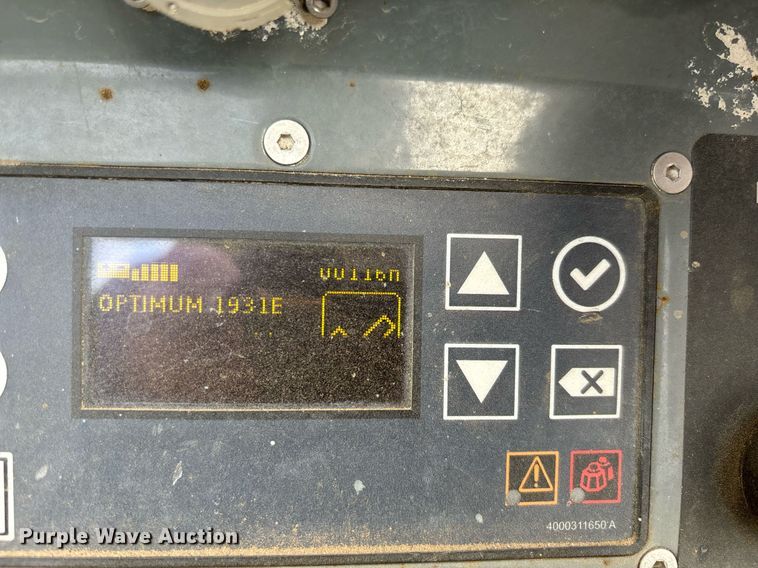 00116h
OPTIMUM 1931E
4000311650 A
Purple Wave Auction